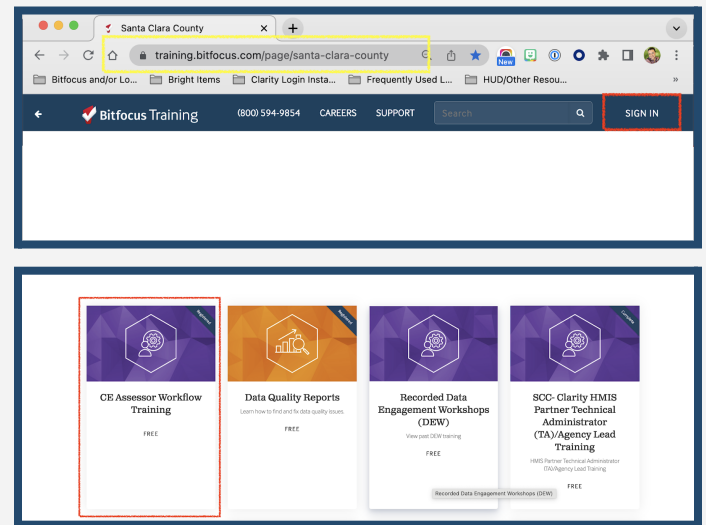 Santa Clara County
training.bitfocus.com/page/santa-clara-county
New
Bitfocus and/or Lo...
Bright Items
Clarity Login Insta...
Frequently Used L...
HUD/Other Resou...
»
Bitfocus Training
(800) 594-9854
CAREERS
SUPPORT
Search
SIGN IN
Registered
CE Assessor Workflow
Training
FREE
Registered
Data Quality Reports
Learn how to find and fix data quality issues.
FREE
Recorded Data
Engagement Workshops
(DEW)
View past DEW training.
FREE
Recorded Data Engagement Workshops (DEW)
Complete
SCC- Clarity HMIS
Partner Technical
Administrator
(TA)/Agency Lead
Training
HMIS Partner Technical Administrator
(TA)/Agency Lead Training
FREE